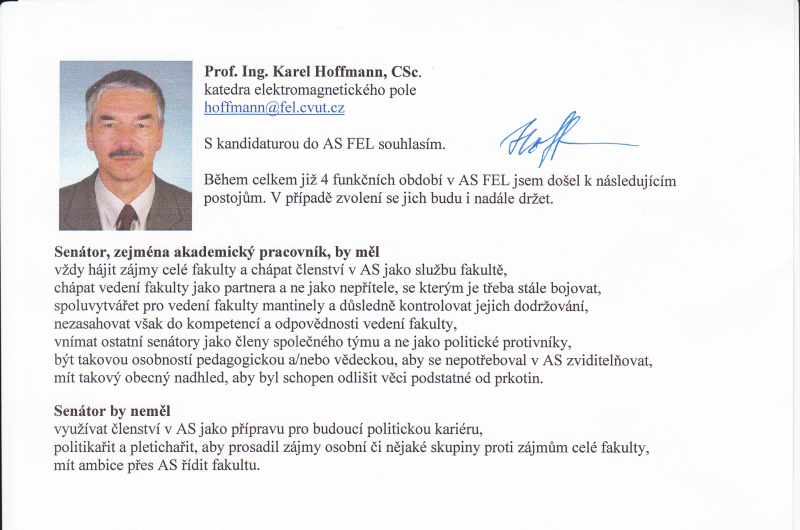 Prof. Ing. Karel Hoffmann, CSc.
katedra elektromagnetického pole
hoffmann@fel.cvut.cz
S kandidaturou do AS FEL souhlasím.
Hoff
Během celkem již 4 funkčních období v AS FEL jsem došel k následujícím
postojům. V případě zvolení se jich budu i nadále držet.
Senátor, zejména akademický pracovník, by měl
vždy hájit zájmy celé fakulty a chápat členství v AS jako službu fakultě,
chápat vedení fakulty jako partnera a ne jako nepřítele, se kterým je třeba stále bojovat,
spoluvytvářet pro vedení fakulty mantinely a důsledně kontrolovat jejich dodržování,
nezasahovat však do kompetencí a odpovědnosti vedení fakulty,
vnímat ostatní senátory jako členy společného týmu a ne jako politické protivníky,
být takovou osobností pedagogickou a/nebo vědeckou, aby se nepotřeboval v AS zviditelňovat,
mít takový obecný nadhled, aby byl schopen odlišit věci podstatné od prkotin.
Senátor by neměl
využívat členství v AS jako přípravu pro budoucí politickou kariéru,
politikařit a pletichařit, aby prosadil zájmy osobní či nějaké skupiny proti zájmům celé fakulty,
mít ambice přes AS řídit fakultu.